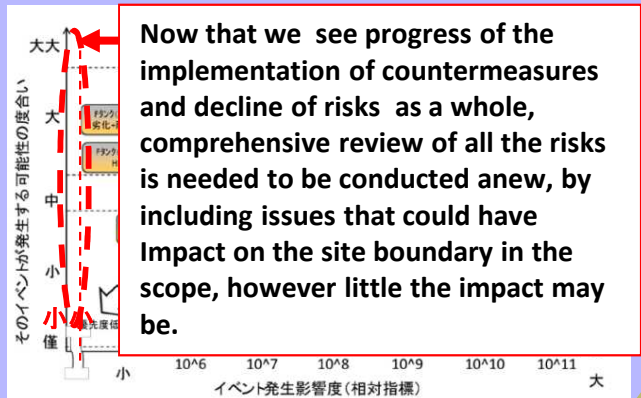 Now that we see progress of the
implementation of countermeasures
and decline of risks as a whole,
comprehensive review of all the risks
is needed to be conducted anew, by
including issues that could have
Impact on the site boundary in the
scope, however little the impact may
be.
そのイベントが発生する可能性の度合い
大大
大
中
小
小
僅
優先度低
小
10^6 10^7 10^8 10^9 10^10 10^11
大
イベント発生影響度(相対指標)